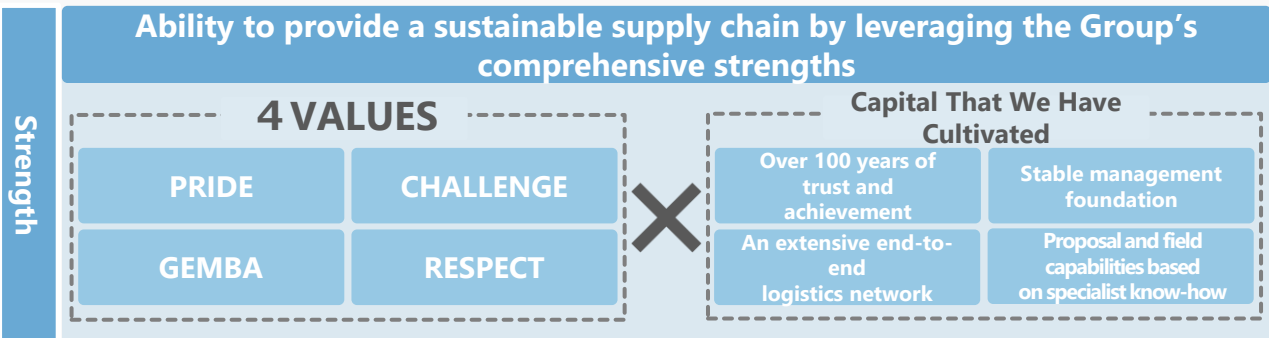 Strength
Ability to provide a sustainable supply chain by leveraging the Group’s
comprehensive strengths
4 VALUES
PRIDE
CHALLENGE
GEMBA
RESPECT
Capital That We Have
Cultivated
Over 100 years of
trust and
achievement
Stable management
foundation
An extensive end-to-
end
logistics network
Proposal and field
capabilities based
on specialist know-how